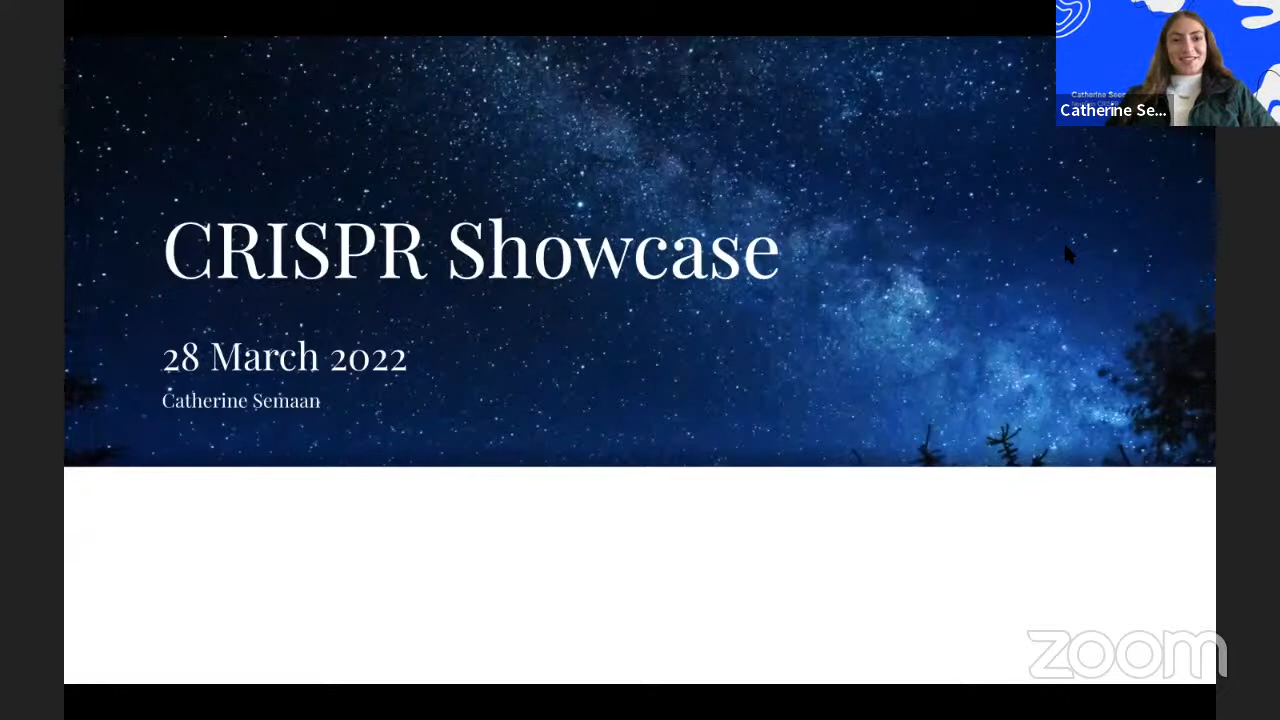 CRISPR Showcase
28 March 2022
Catherine Semaan
Catherine Se...
zoom